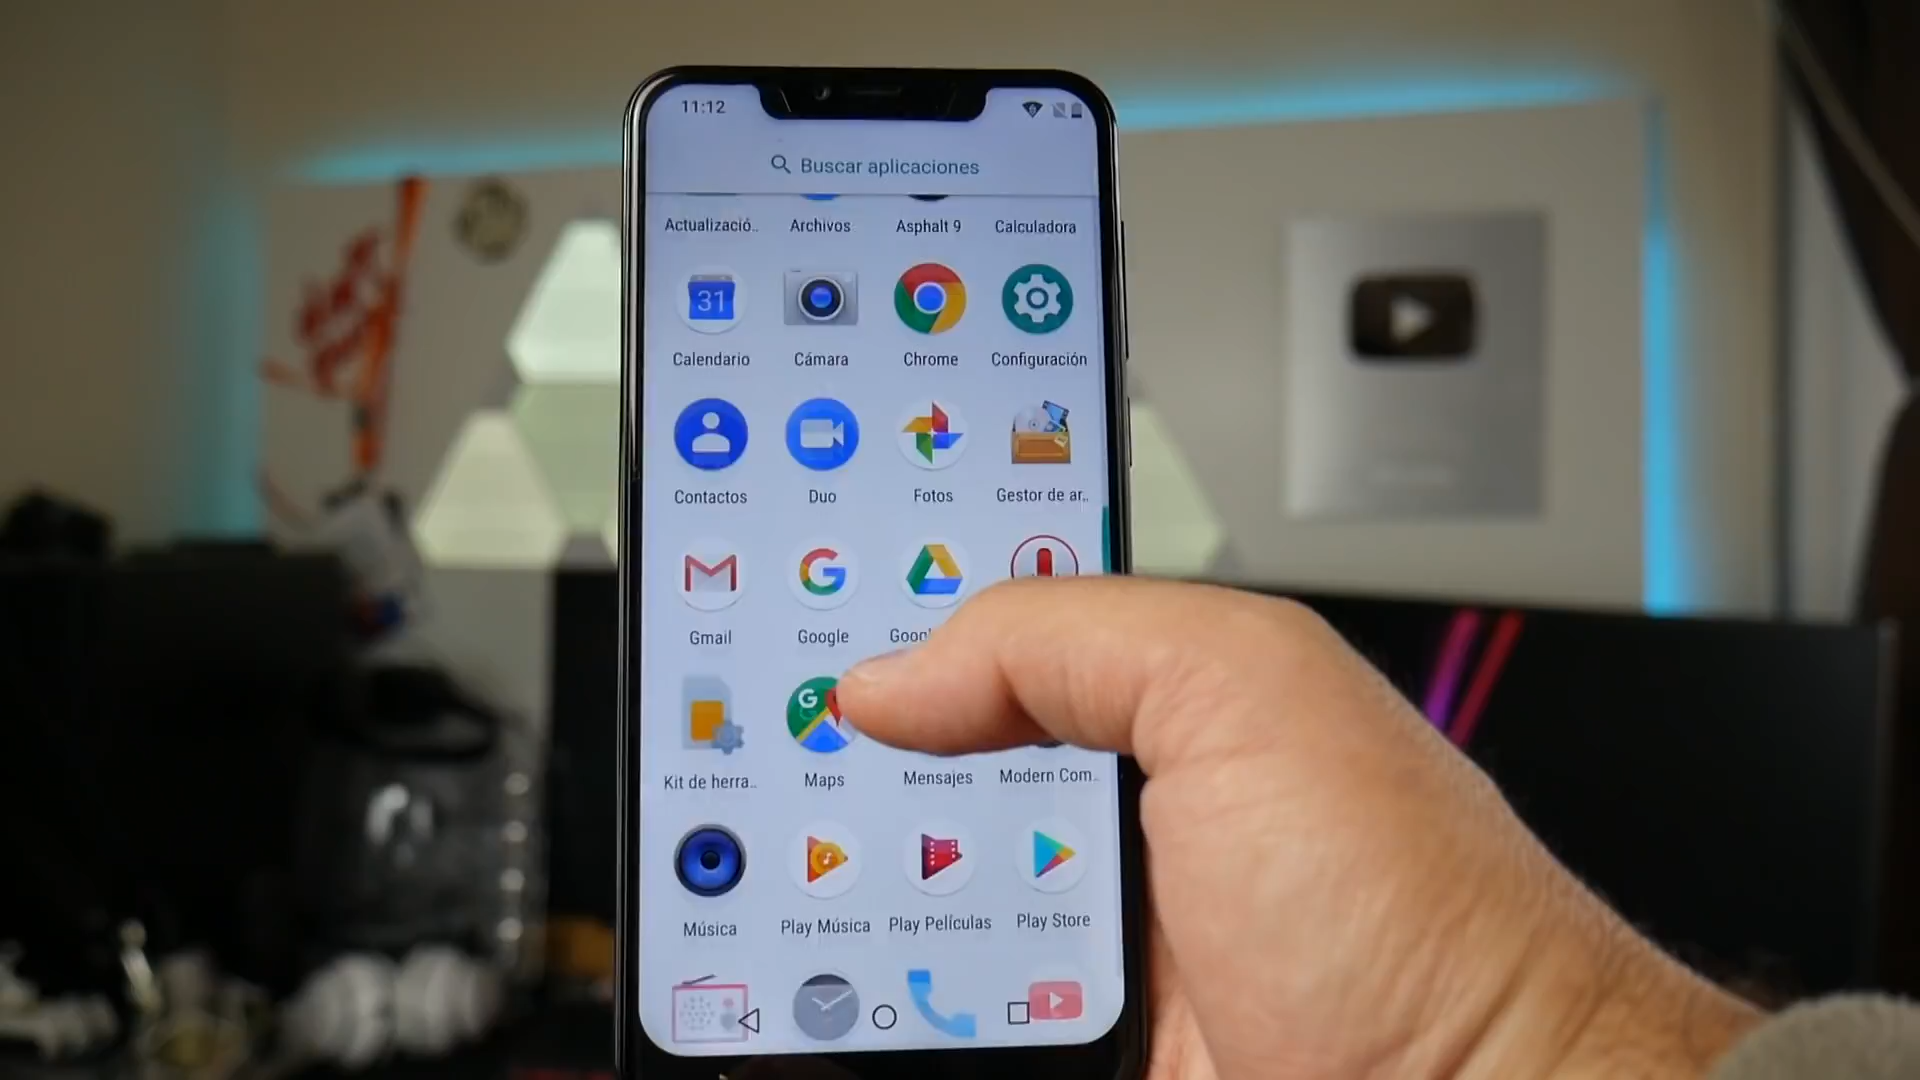 11:12
Buscar aplicaciones
Actualizació..
Archivos
Asphalt 9
Calculadora
31
Calendario
Cámara
Chrome
Configuración
Contactos
Duo
Fotos
Gestor de ar..
Gmail
Google
Kit de herra..
Maps
Mensajes
Modern Com..
Música
Play Música
Play Películas
Play Store